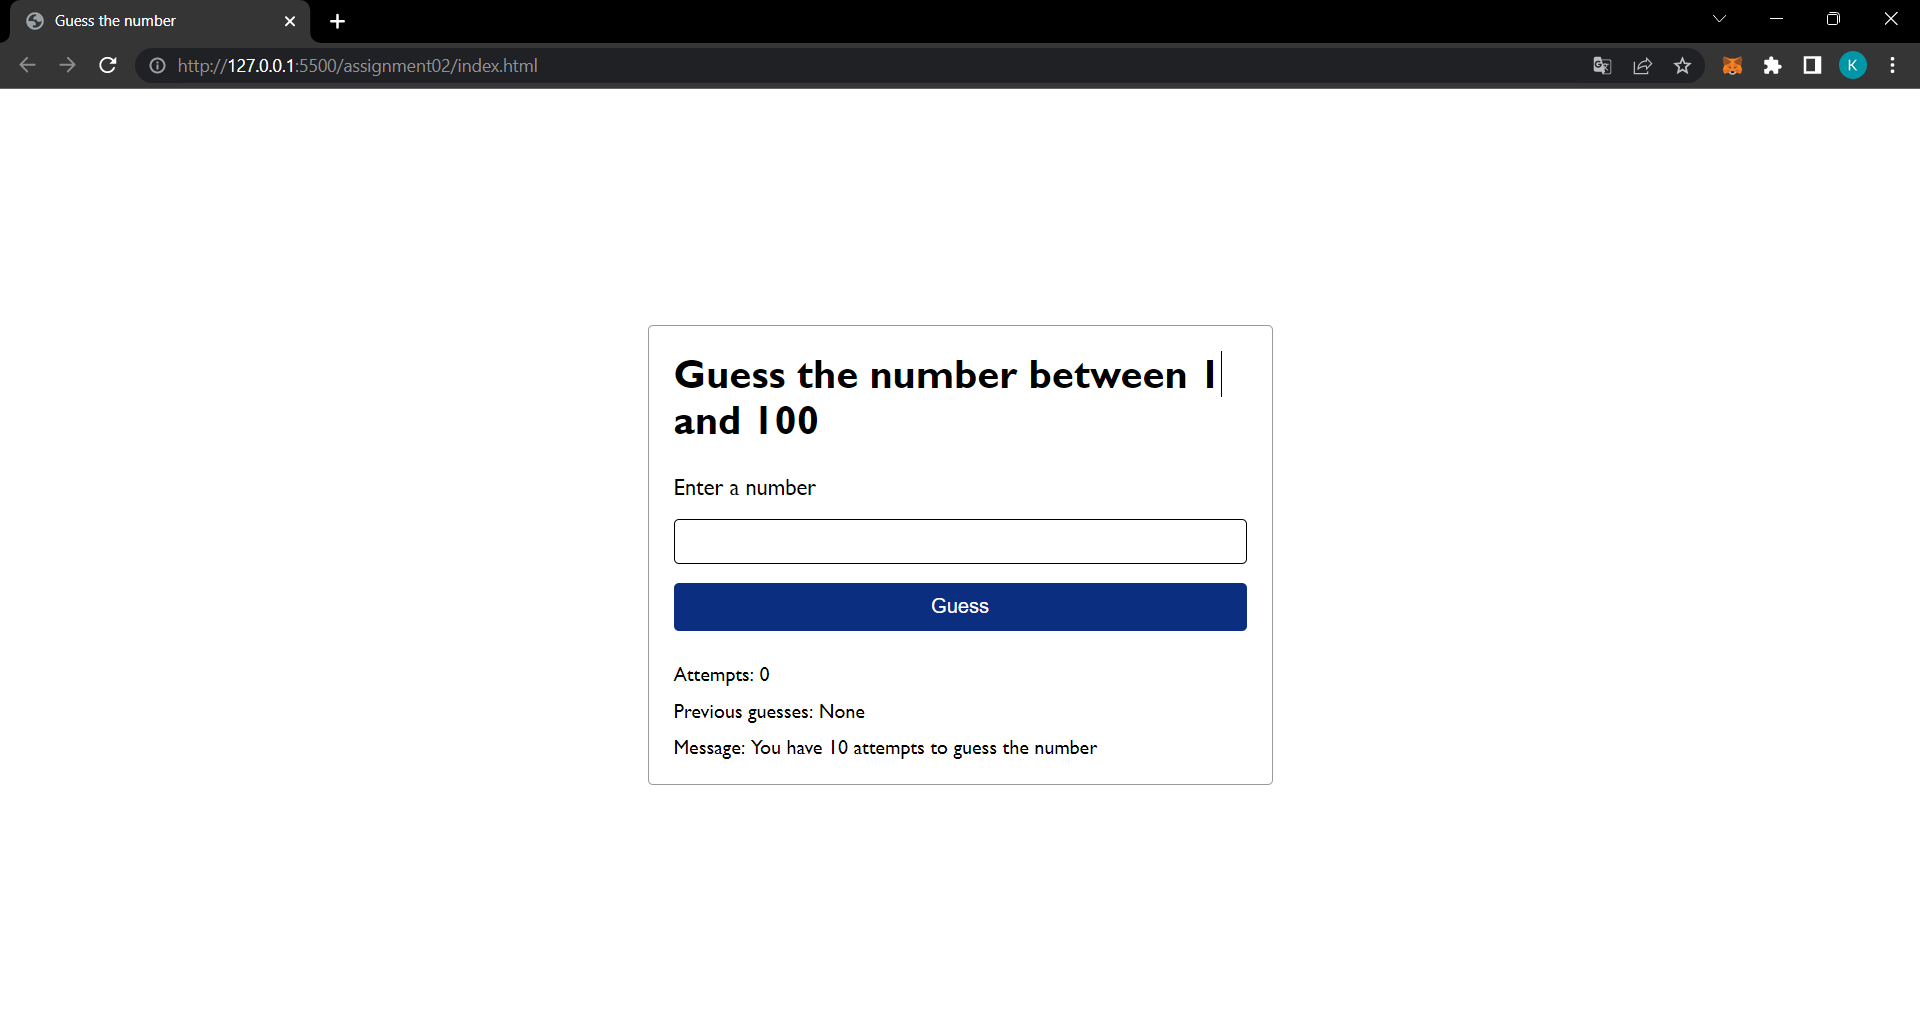 Guess the number
http://127.0.0.1:5500/assignment02/index.html
K
Guess the number between 1
and 100
Enter a number
Guess
Attempts: 0
Previous guesses: None
Message: You have 10 attempts to guess the number